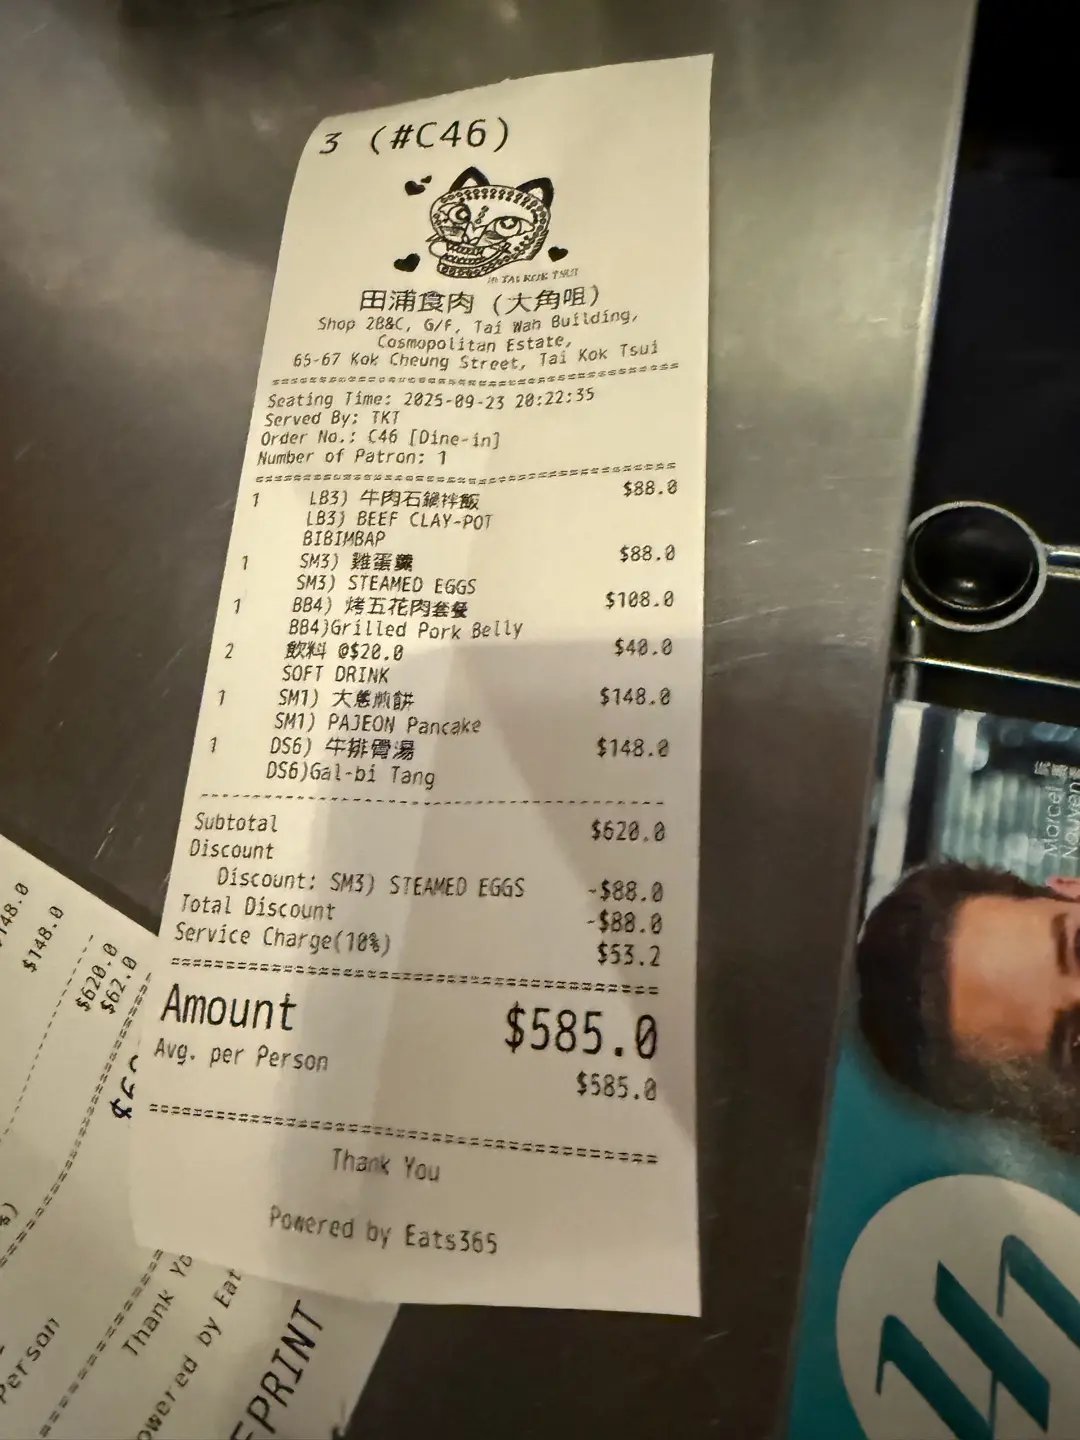 3 (#C46)
IN TAI KOK TSUI
田浦食肉 (大角咀)
Shop 2B&C, G/F, Tai Wah Building,
Cosmopolitan Estate,
65-67 Kok Cheung Street, Tai Kok Tsui
Seating Time: 2025-09-23 20:22:35
Served By: TKT
Order No.: C46 [Dine-in]
Number of Patron: 1
1 LB3) 牛肉石鍋拌飯 $88.0
LB3) BEEF CLAY-POT
BIBIMBAP
1 SM3) 雞蛋羹 $88.0
SM3) STEAMED EGGS
1 BB4) 烤五花肉套餐 $108.0
BB4)Grilled Pork Belly
2 飲料 @$20.0 $40.0
SOFT DRINK
1 SM1) 大蔥煎餅 $148.0
SM1) PAJEON Pancake
1 DS6) 牛排骨湯 $148.0
DS6)Gal-bi Tang
Subtotal $620.0
Discount
Discount: SM3) STEAMED EGGS -$88.0
Total Discount -$88.0
Service Charge(10%) $53.2
Amount $585.0
Avg. per Person $585.0
Thank You
Powered by Eats365
$148.0
$620.0
$62.0
Person
Thank Yo
owered by Eat
EPRINT
Marcel